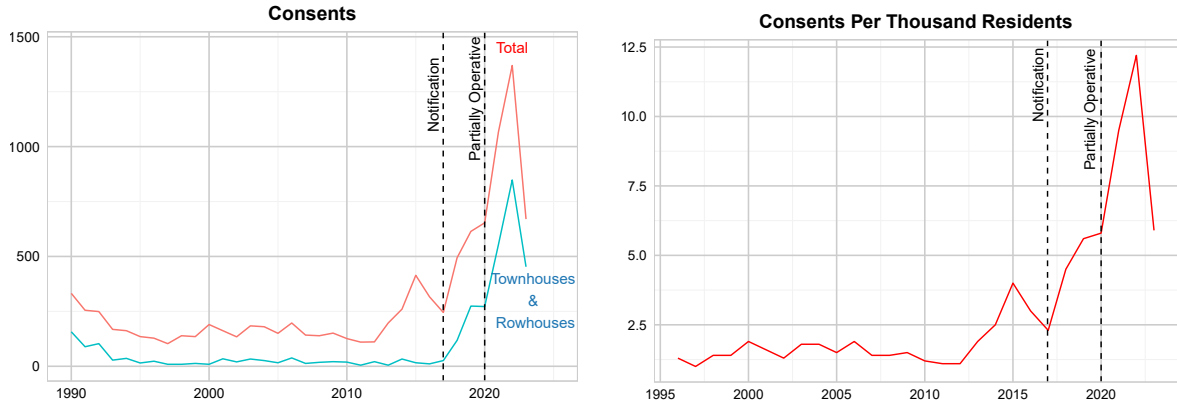 Consents
1500
1000
500
0
1990
2000
2010
2020
Notification
Partially Operative
Total
Townhouses
&
Rowhouses
Consents Per Thousand Residents
12.5
10.0
7.5
5.0
2.5
1995
2000
2005
2010
2015
2020
Notification
Partially Operative